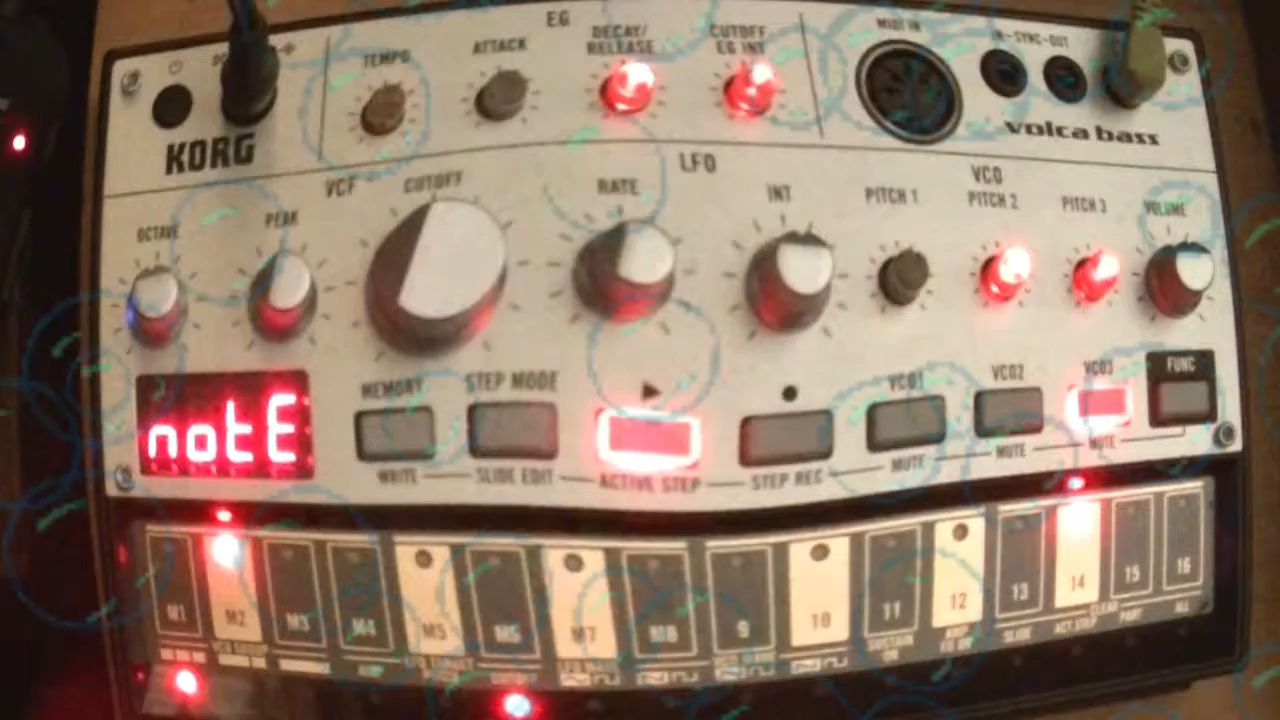 EG
DECAY/ CUTOFF MIDI IN IN-SYNC-OUT
TEMPO ATTACK RELEASE EG INT
KORG volca bass
LFO
VCF CUTOFF RATE INT VCO
PITCH 1 PITCH 2 PITCH 3 VOLUME
OCTAVE PEAK
notE
MEMORY STEP MODE VCO1 VCO2 VCO3 FUNC
WRITE SLIDE EDIT ACTIVE STEP STEP REC MUTE MUTE MUTE
M1 M2 M3 M4 M5 M6 M7 M8 9 10 11 12 13 14 15 16
SUSTAIN ON SLIDE ACT.STEP CLEAR PART ALL